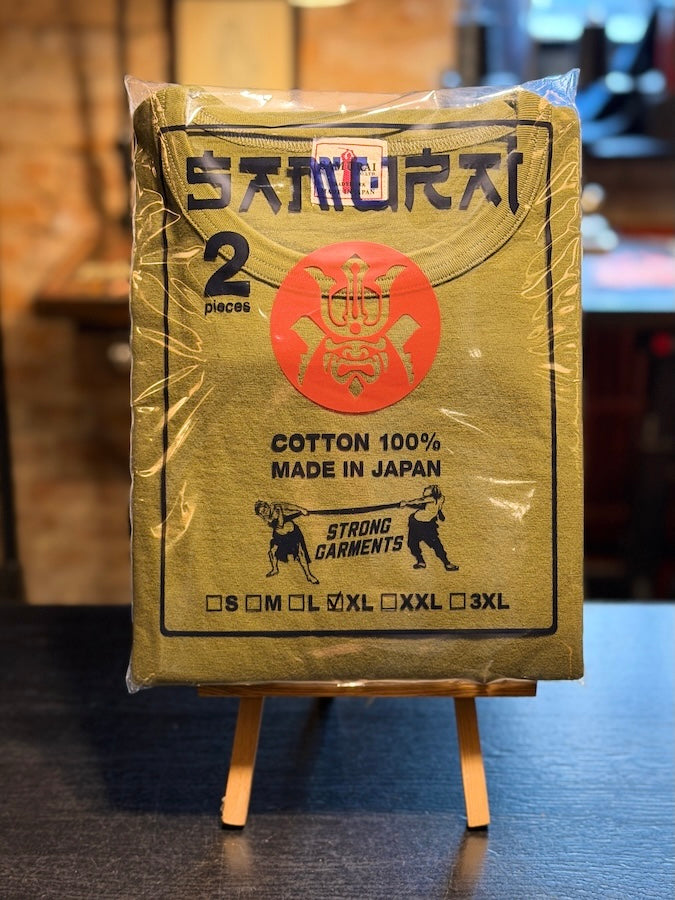 SAMURAI
2
pieces
COTTON 100%
MADE IN JAPAN
STRONG
GARMENTS
☐S ☐M ☐L ☑XL ☐XXL ☐3XL